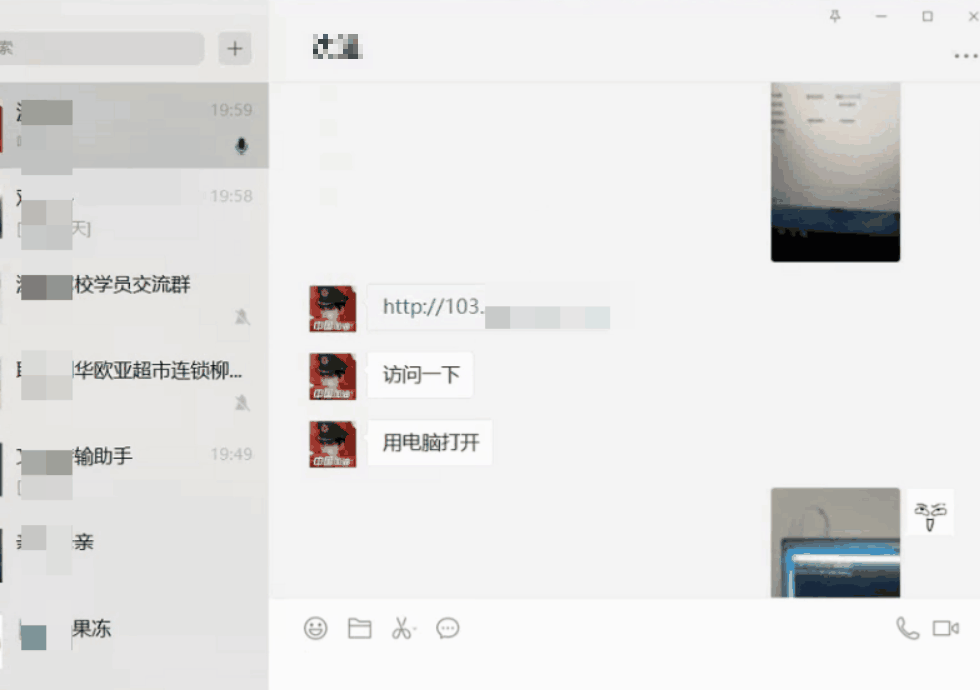 索
19:59
19:58
天]
校学员交流群
华欧亚超市连锁柳...
输助手
19:49
亲
果冻
http://103.
访问一下
用电脑打开